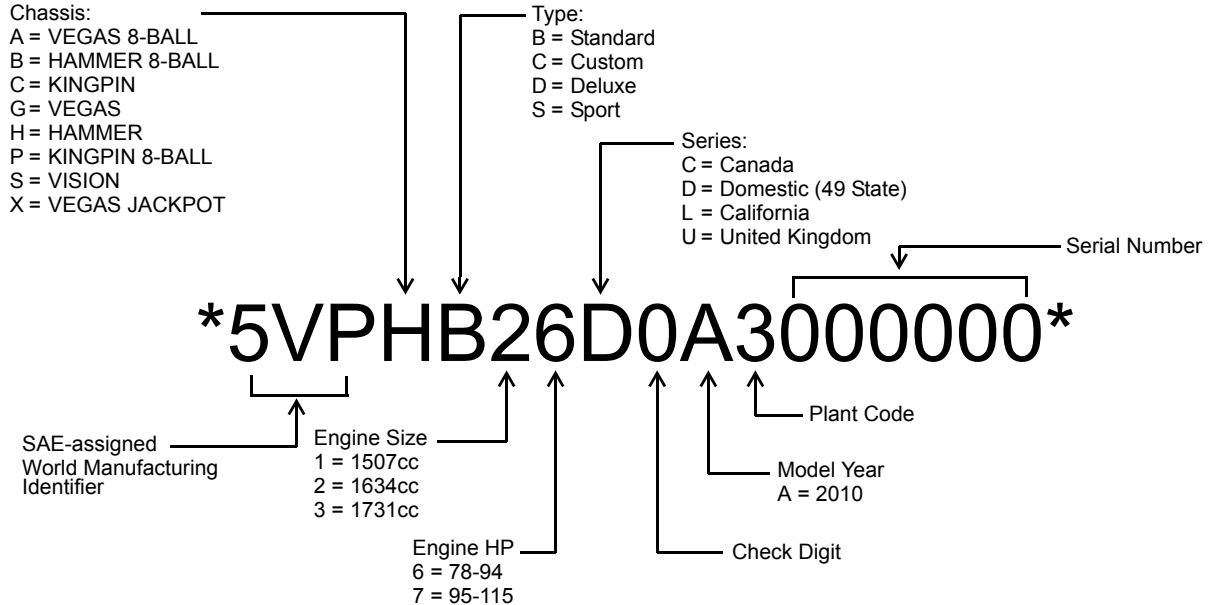 Chassis:
A = VEGAS 8-BALL
B = HAMMER 8-BALL
C = KINGPIN
G = VEGAS
H = HAMMER
P = KINGPIN 8-BALL
S = VISION
X = VEGAS JACKPOT
Type:
B = Standard
C = Custom
D = Deluxe
S = Sport
Series:
C = Canada
D = Domestic (49 State)
L = California
U = United Kingdom
Serial Number
*5VPHB26D0A3000000*
SAE-assigned
World Manufacturing
Identifier
Engine Size
1 = 1507cc
2 = 1634cc
3 = 1731cc
Engine HP
6 = 78-94
7 = 95-115
Check Digit
Model Year
A = 2010
Plant Code